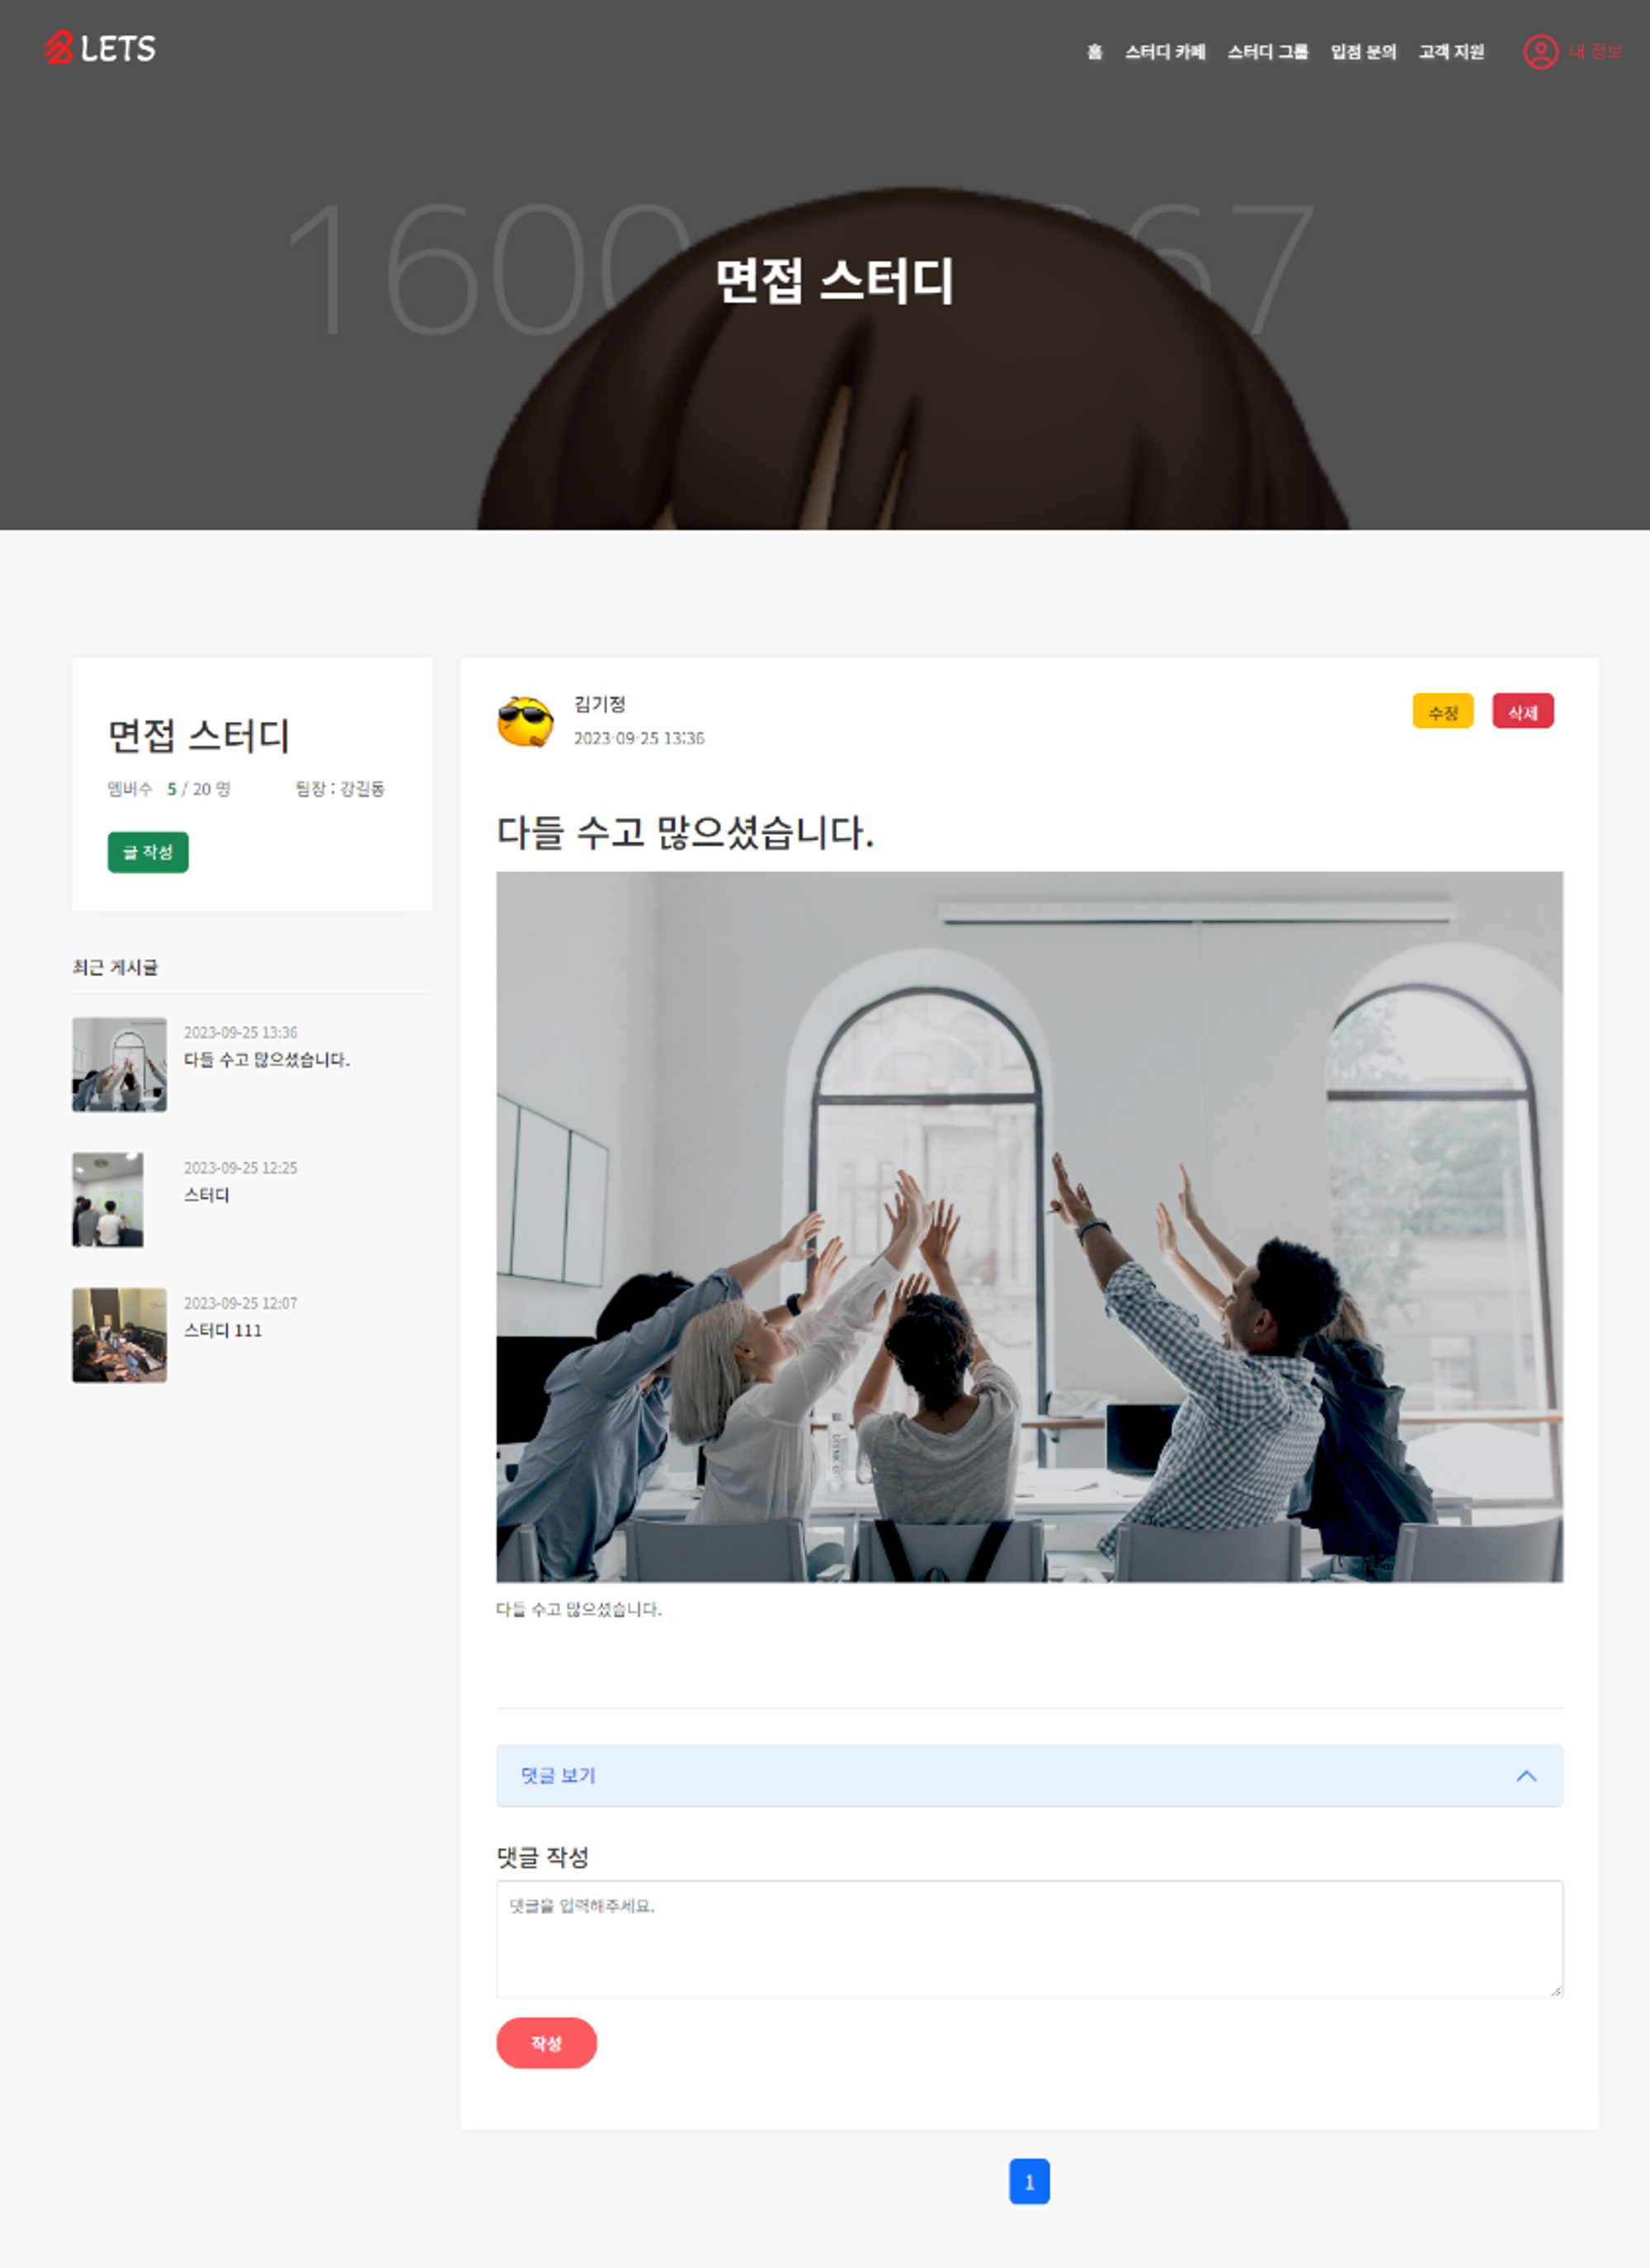 LETS
홈 스터디 카페 스터디 그룹 입점 문의 고객 지원 내 정보
면접 스터디
면접 스터디
멤버수 5 / 20 명 팀장 : 강길동
글 작성
최근 게시글
2023-09-25 13:36
다들 수고 많으셨습니다.
2023-09-25 12:25
스터디
2023-09-25 12:07
스터디 111
김기정
2023-09-25 13:36
수정 삭제
다들 수고 많으셨습니다.
다들 수고 많으셨습니다.
댓글 보기
댓글 작성
댓글을 입력해주세요.
작성
1